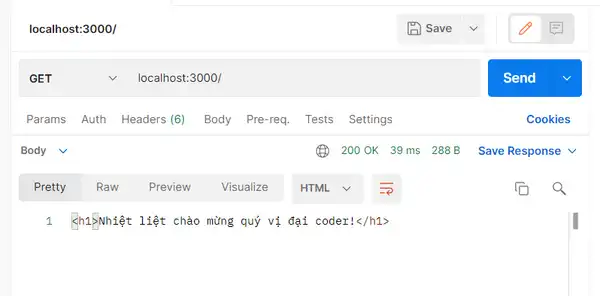 localhost:3000/
Save
GET
localhost:3000/
Send
Params Auth Headers (6) Body Pre-req. Tests Settings Cookies
Body 200 OK 39 ms 288 B Save Response
Pretty Raw Preview Visualize HTML
1 <h1>Nhiệt liệt chào mừng quý vị đại coder!</h1>